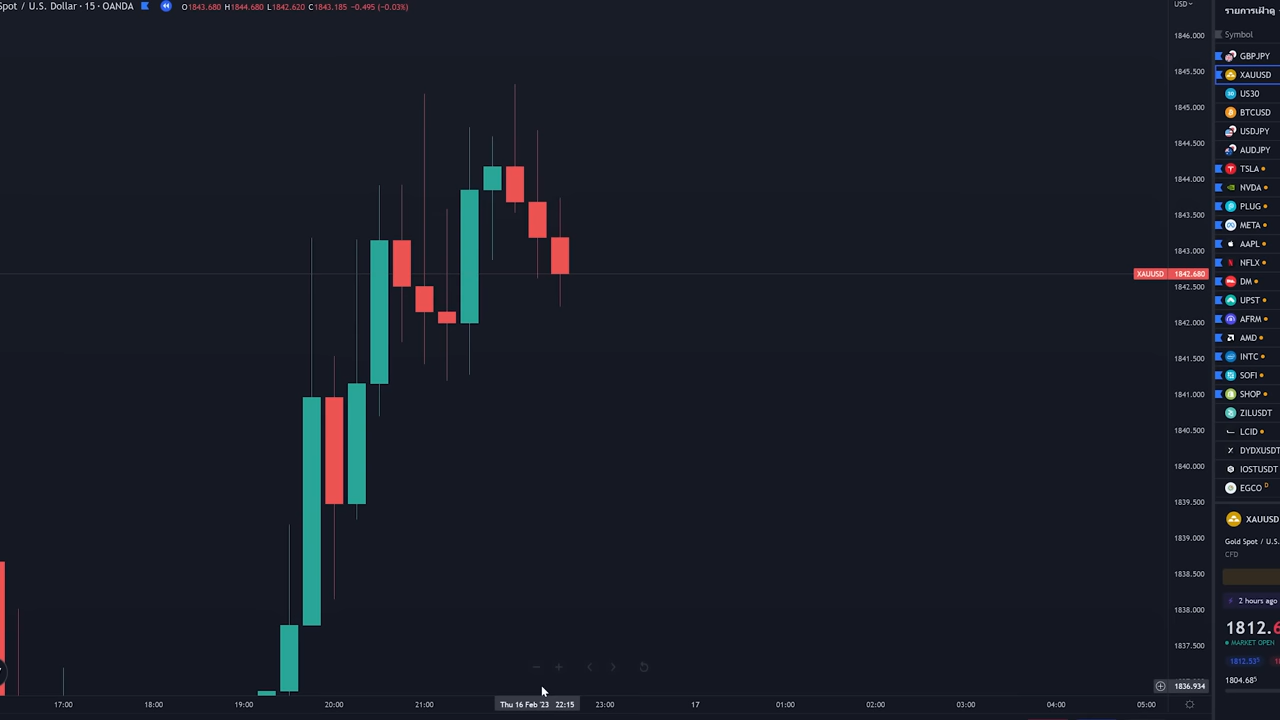 Spot / U.S. Dollar · 15 · OANDA O1843.680 H1844.680 L1842.620 C1843.185 −0.495 (−0.03%)
USD
1846.000
1845.500
1845.000
1844.500
1844.000
1843.500
1843.000
XAUUSD 1842.680
1842.500
1842.000
1841.500
1841.000
1840.500
1840.000
1839.500
1839.000
1838.500
1838.000
1837.500
1836.934
17:00 18:00 19:00 20:00 21:00 Thu 16 Feb '23 22:15 23:00 17 01:00 02:00 03:00 04:00 05:00
รายการเฝ้าดู
Symbol
GBPJPY
XAUUSD
US30
BTCUSD
USDJPY
AUDJPY
TSLA
NVDA
PLUG
META
AAPL
NFLX
DM
UPST
AFRM
AMD
INTC
SOFI
SHOP
ZILUSDT
LCID
DYDXUSDT
IOSTUSDT
EGCO D
XAUUSD
Gold Spot / U.S.
CFD
2 hours ago
1812.6
MARKET OPEN
1812.535
1804.685